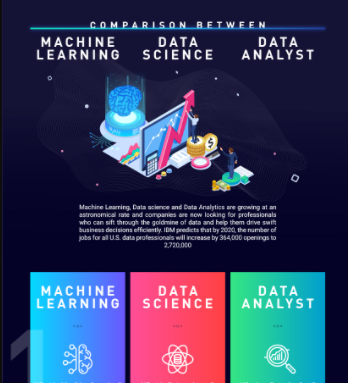 COMPARISON BETWEEN
MACHINE LEARNING
DATA SCIENCE
DATA ANALYST
Machine Learning, Data science and Data Analytics are growing at an
astronomical rate and companies are now looking for professionals
who can sift through the goldmine of data and help them drive swift
business decisions efficiently. IBM predicts that by 2020, the number of
jobs for all U.S. data professionals will increase by 364,000 openings to
2,720,000
MACHINE LEARNING
DATA SCIENCE
DATA ANALYST